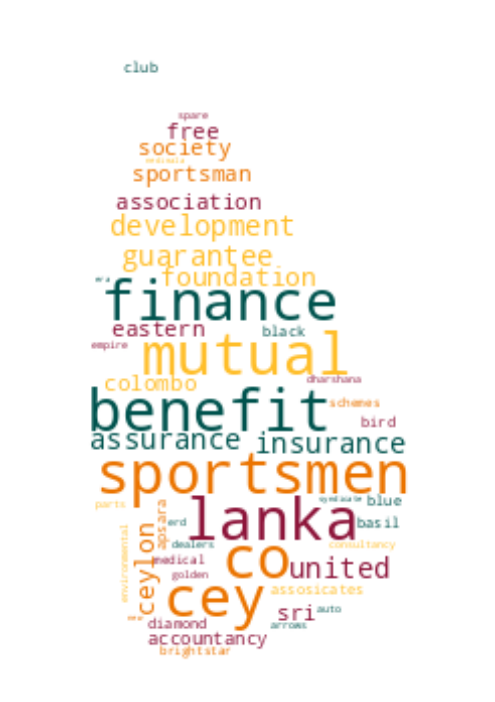 club
spare
free
society
sportsman
association
development
guarantee
foundation
finance
eastern
black
empire
mutual
dharshana
colombo
benefit
schemes
bird
assurance
insurance
sportsmen
syndicate
blue
parts
lanka
apsara
erd
basil
environmental
ceylon
dealers
consultancy
co
medical
united
golden
cey
assosicates
sri
auto
diamond
arrows
accountancy
brightstar